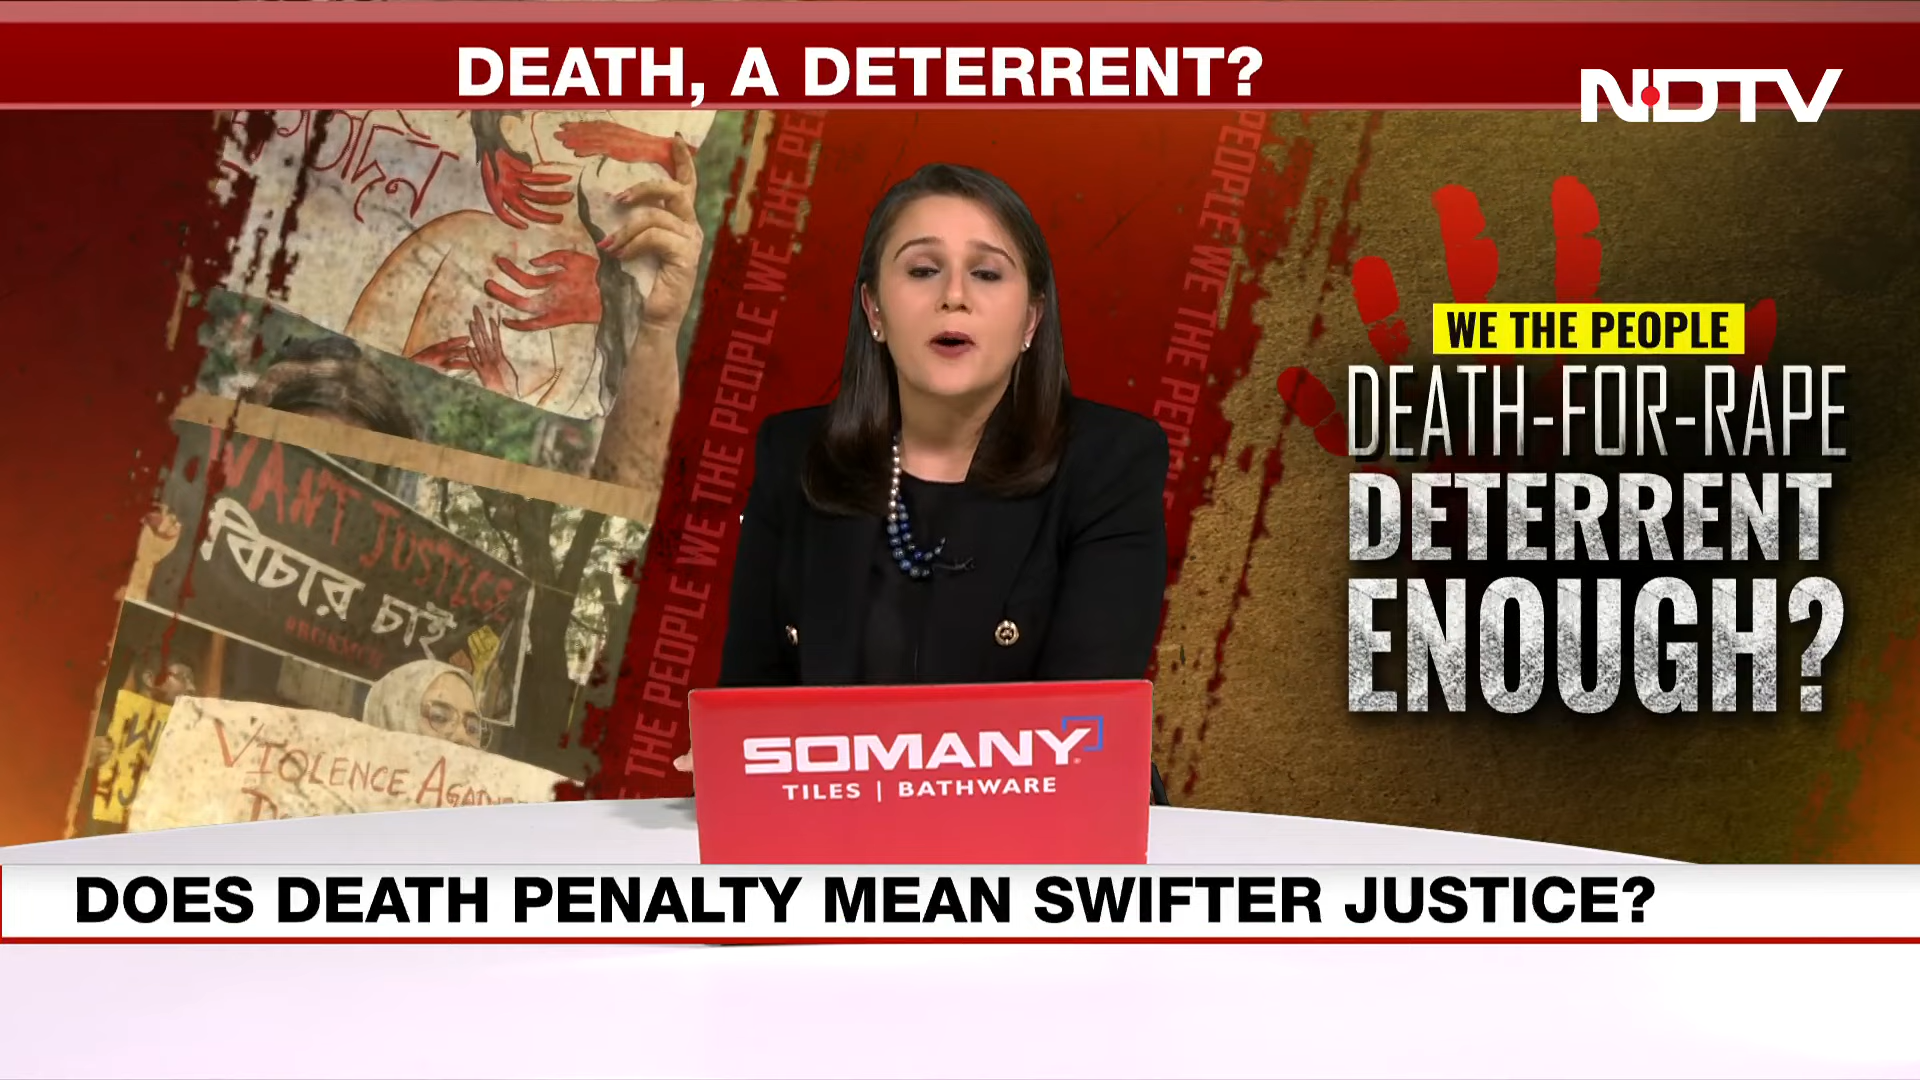 DEATH, A DETERRENT?
NDTV
WANT JUSTICE
বিচার চাই
VIOLENCE AGAINST
WE THE PEOPLE WE THE PEOPLE WE THE PE
PEOPLE WE THE PEOPLE
WE THE PEOPLE
DEATH-FOR-RAPE
DETERRENT
ENOUGH?
SOMANY
TILES | BATHWARE
DOES DEATH PENALTY MEAN SWIFTER JUSTICE?